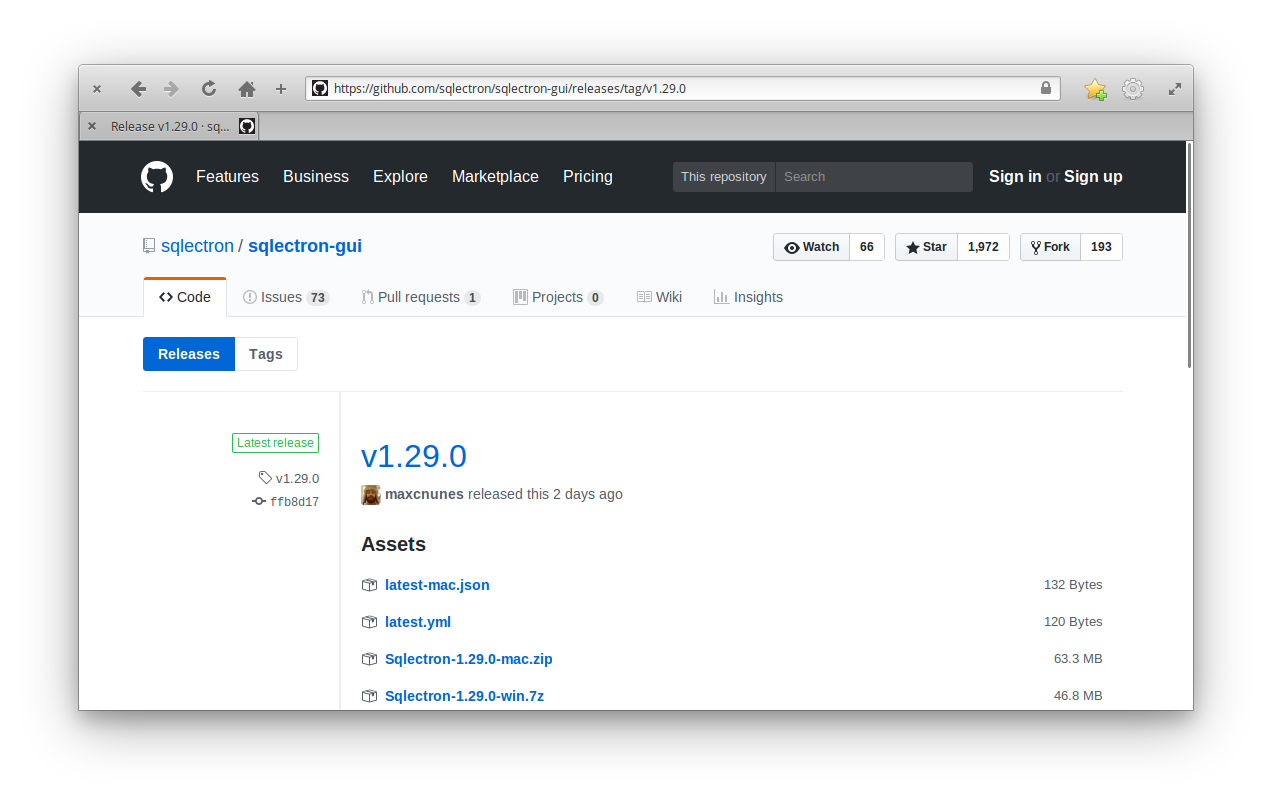 https://github.com/sqlectron/sqlectron-gui/releases/tag/v1.29.0
Release v1.29.0 · sq...
Features Business Explore Marketplace Pricing This repository Search Sign in or Sign up
sqlectron / sqlectron-gui Watch 66 Star 1,972 Fork 193
Code Issues 73 Pull requests 1 Projects 0 Wiki Insights
Releases Tags
Latest release
v1.29.0
ffb8d17
v1.29.0
maxcnunes released this 2 days ago
Assets
latest-mac.json 132 Bytes
latest.yml 120 Bytes
Sqlectron-1.29.0-mac.zip 63.3 MB
Sqlectron-1.29.0-win.7z 46.8 MB